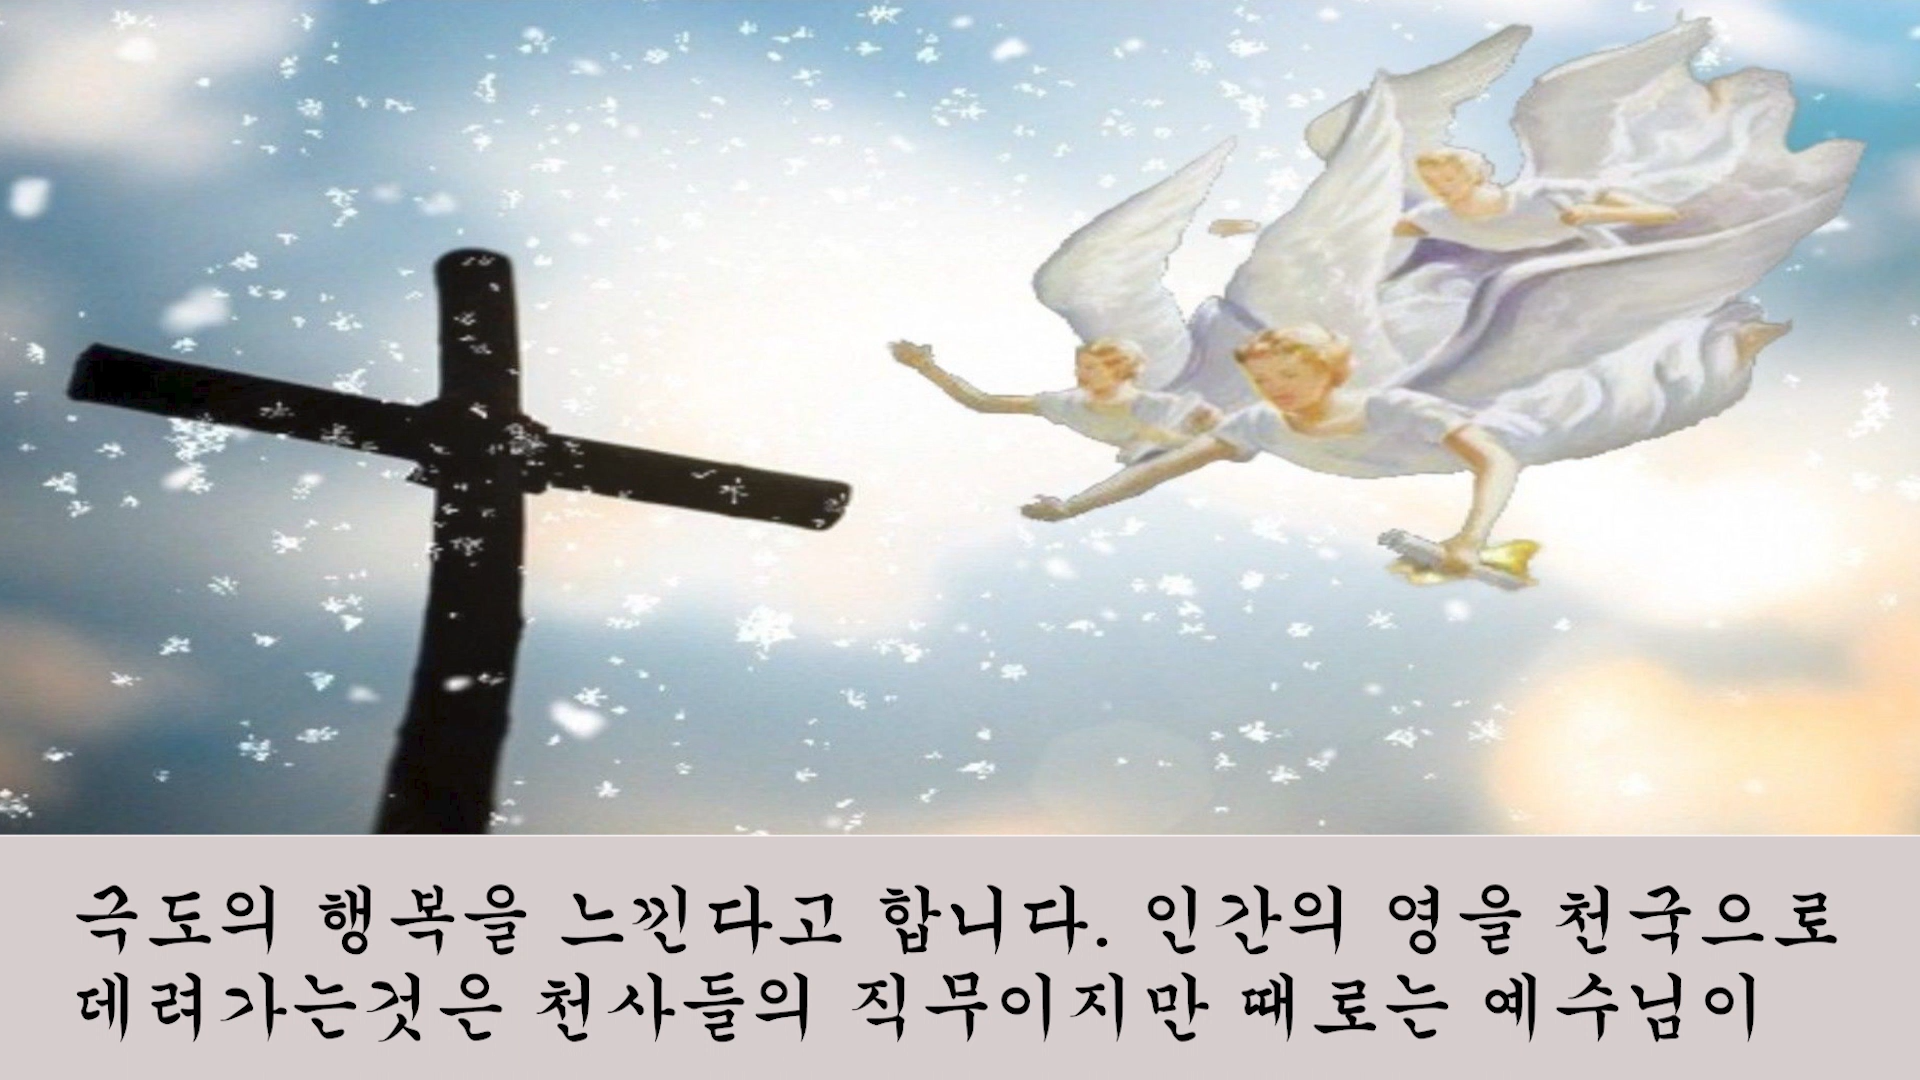 극도의 행복을 느낀다고 합니다. 인간의 영을 천국으로
데려가는것은 천사들의 직무이지만 때로는 예수님이